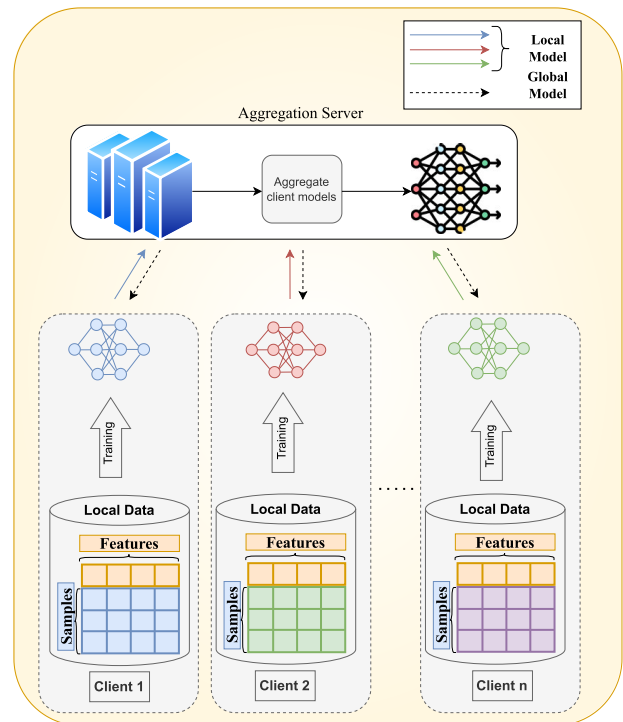 Local
Model
Global
Model
Aggregation Server
Aggregate
client models
Training
Training
Training
.....
Local Data
Local Data
Local Data
Features
Features
Features
Samples
Samples
Samples
Client 1
Client 2
Client n